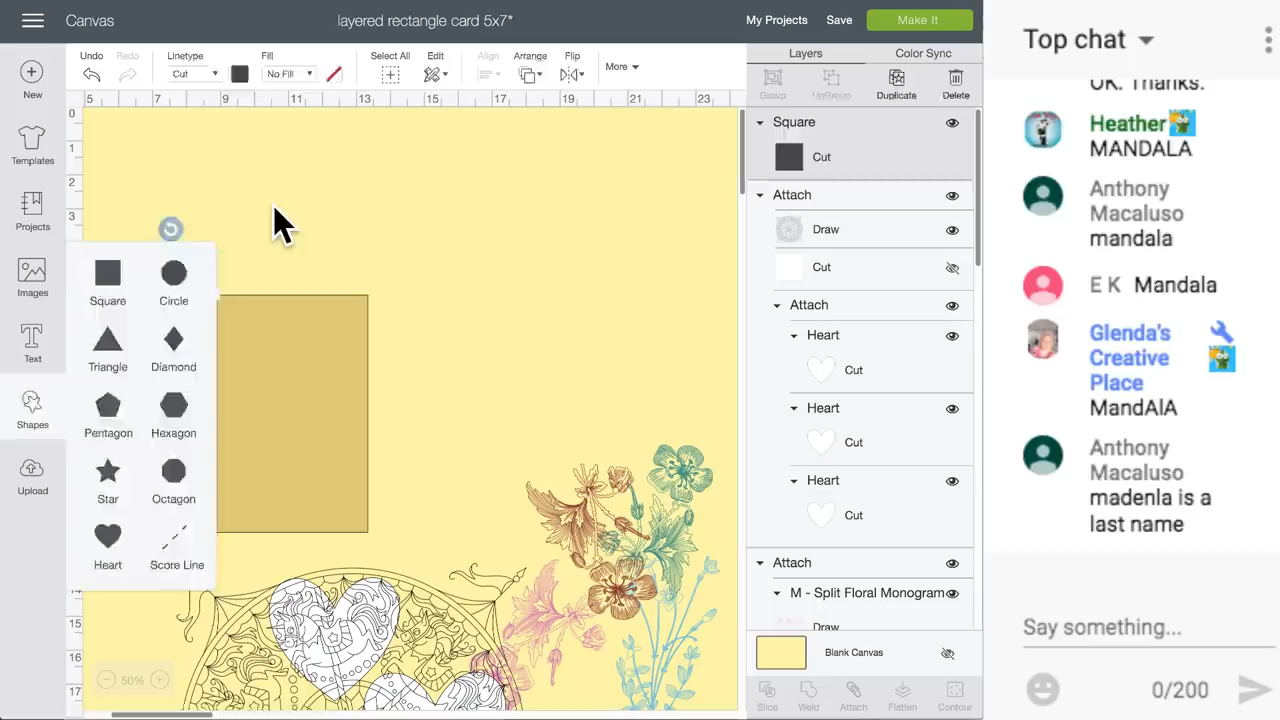 Canvas
layered rectangle card 5x7*
My Projects
Save
Make It
Undo
Redo
Linetype
Cut
Fill
No Fill
Select All
Edit
Align
Arrange
Flip
More
New
Templates
Projects
Images
Text
Shapes
Upload
5 7 9 11 13 15 17 19 21 23
0
1
2
3
14
15
16
17
Square
Circle
Triangle
Diamond
Pentagon
Hexagon
Star
Octagon
Heart
Score Line
50%
Layers
Color Sync
Group
UnGroup
Duplicate
Delete
Square
Cut
Attach
Draw
Cut
Attach
Heart
Cut
Heart
Cut
Heart
Cut
Attach
M - Split Floral Monogram
Draw
Blank Canvas
Slice
Weld
Attach
Flatten
Contour
Top chat
OK. Thanks.
Heather
MANDALA
Anthony
Macaluso
mandala
E K Mandala
Glenda's
Creative
Place
MandAlA
Anthony
Macaluso
madenla is a
last name
Say something...
0/200